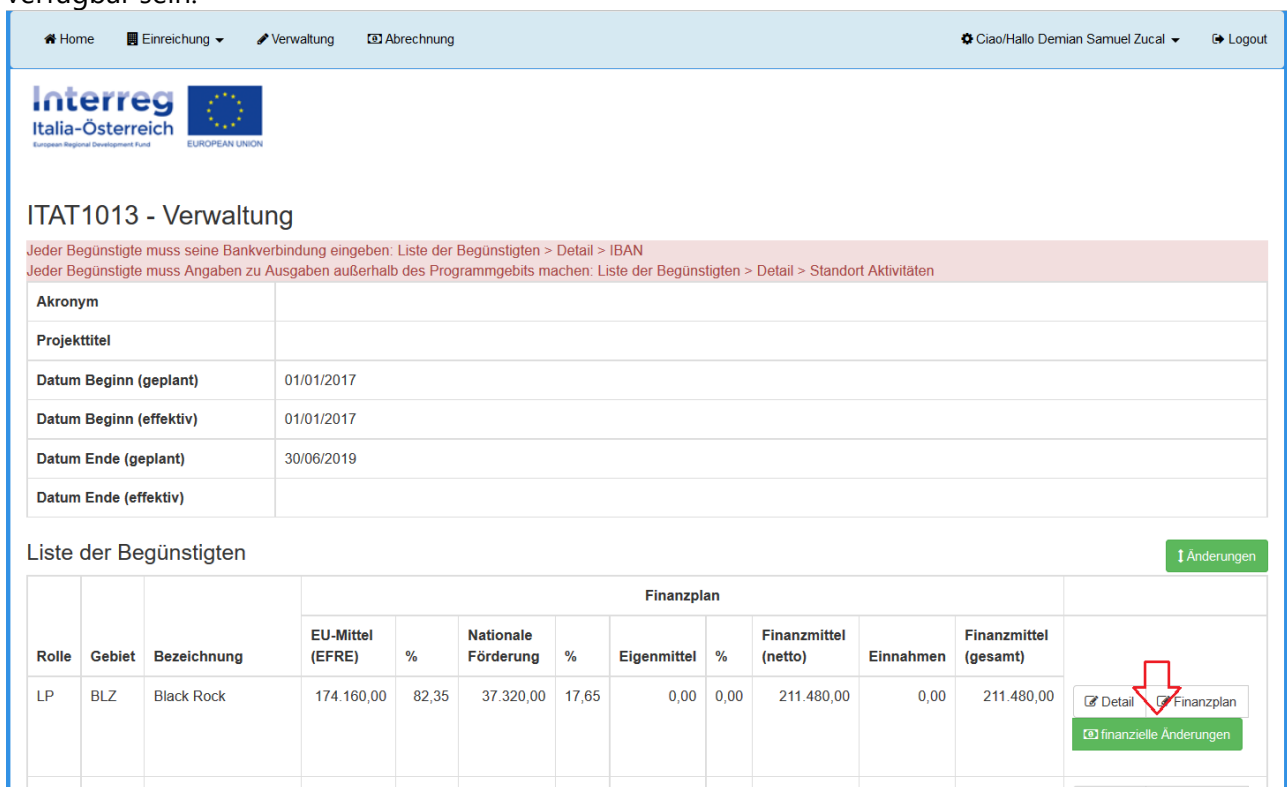 verfügbar sein.
Home Einreichung Verwaltung Abrechnung Ciao/Hallo Demian Samuel Zucal Logout
Interreg
Italia-Österreich
European Regional Development Fund EUROPEAN UNION
ITAT1013 - Verwaltung
Jeder Begünstigte muss seine Bankverbindung eingeben: Liste der Begünstigten > Detail > IBAN
Jeder Begünstigte muss Angaben zu Ausgaben außerhalb des Programmgebits machen: Liste der Begünstigten > Detail > Standort Aktivitäten
Akronym
Projekttitel
Datum Beginn (geplant) 01/01/2017
Datum Beginn (effektiv) 01/01/2017
Datum Ende (geplant) 30/06/2019
Datum Ende (effektiv)
Liste der Begünstigten Änderungen
Finanzplan
Rolle Gebiet Bezeichnung EU-Mittel (EFRE) % Nationale Förderung % Eigenmittel % Finanzmittel (netto) Einnahmen Finanzmittel (gesamt)
LP BLZ Black Rock 174.160,00 82,35 37.320,00 17,65 0,00 0,00 211.480,00 0,00 211.480,00 Detail Finanzplan
finanzielle Änderungen